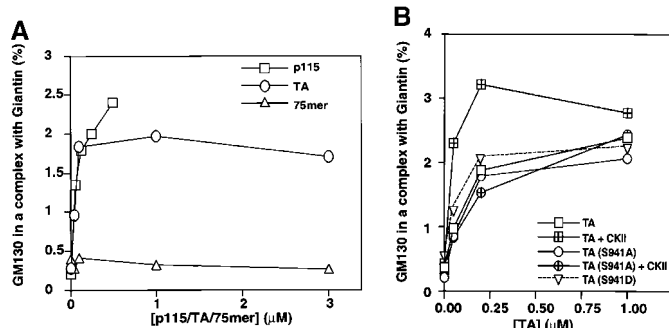 A
GM130 in a complex with Giantin (%)
3
2.5
2
1.5
1
0.5
0
p115
TA
75mer
0
1
2
3
[p115/TA/75mer] (μM)
B
GM130 in a complex with Giantin (%)
4
3
2
1
0
TA
TA + CKII
TA (S941A)
TA (S941A) + CKII
TA (S941D)
0.00
0.25
0.50
0.75
1.00
[TA] (μM)